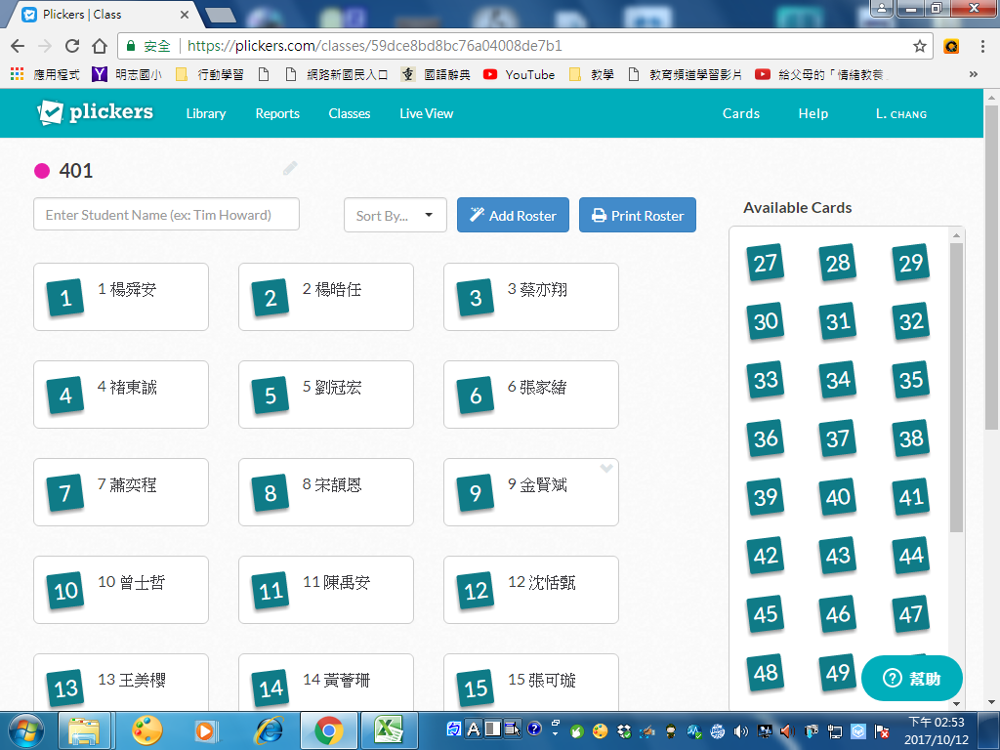 Plickers | Class
安全 https://plickers.com/classes/59dce8bd8bc76a04008de7b1
應用程式 明志國小 行動學習 網路新國民入口 國語辭典 YouTube 教學 教育頻道學習影片 給父母的「情緒教養
plickers Library Reports Classes Live View Cards Help L. CHANG
401
Enter Student Name (ex: Tim Howard) Sort By... Add Roster Print Roster
Available Cards
1 1 楊舜安
2 2 楊皓任
3 3 蔡亦翔
4 4 褚東誠
5 5 劉冠宏
6 6 張家緒
7 7 蕭奕程
8 8 宋頡恩
9 9 金賢斌
10 10 曾士哲
11 11 陳禹安
12 12 沈恬甄
13 13 王美櫻
14 14 黃薈珊
15 15 張可璇
27 28 29
30 31 32
33 34 35
36 37 38
39 40 41
42 43 44
45 46 47
48 49
幫助
下午 02:53
2017/10/12